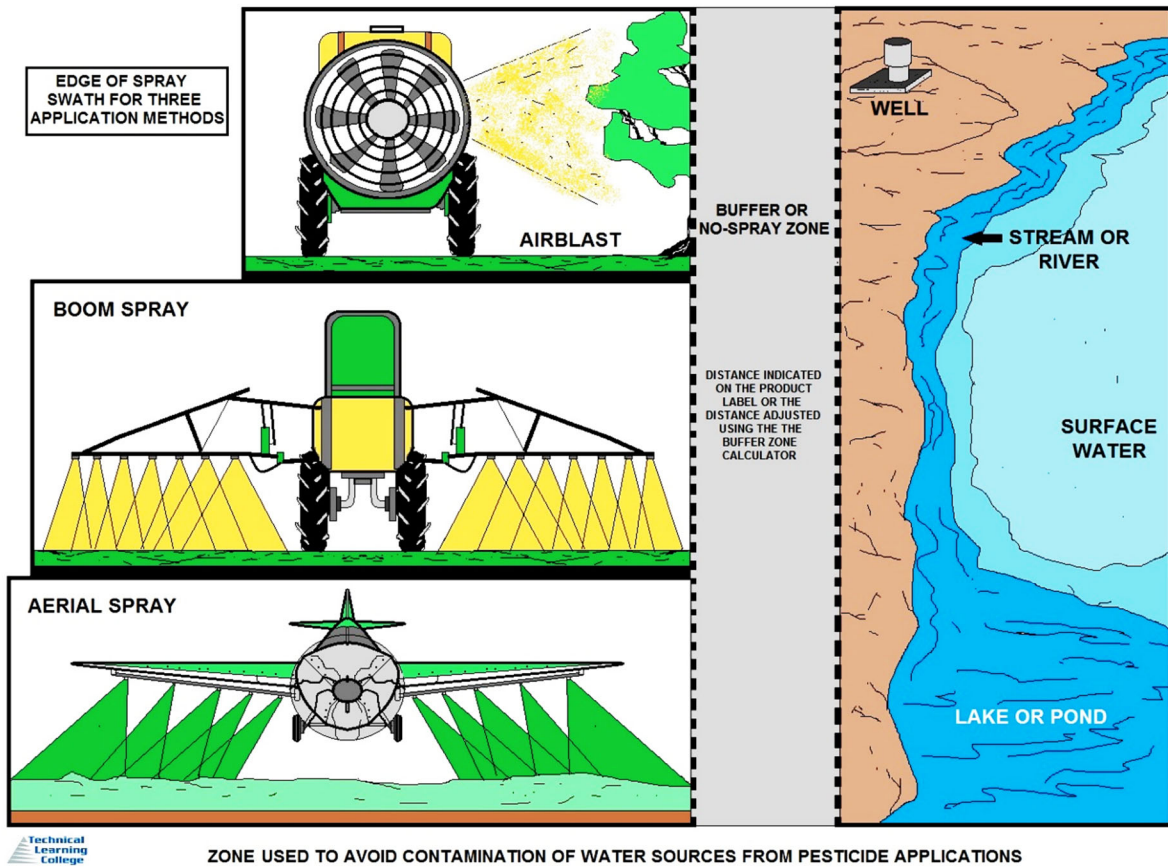 EDGE OF SPRAY
SWATH FOR THREE
APPLICATION METHODS
AIRBLAST
BOOM SPRAY
AERIAL SPRAY
BUFFER OR
NO-SPRAY ZONE
DISTANCE INDICATED
ON THE PRODUCT
LABEL OR THE
DISTANCE ADJUSTED
USING THE THE
BUFFER ZONE
CALCULATOR
WELL
STREAM OR
RIVER
SURFACE
WATER
LAKE OR POND
Technical
Learning
College
ZONE USED TO AVOID CONTAMINATION OF WATER SOURCES FROM PESTICIDE APPLICATIONS